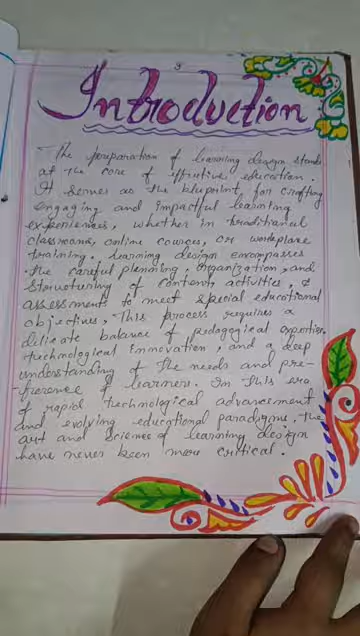 3
Introduction
The preparation of learning design stands
at the core of effective education.
It serves as the blueprint for crafting
engaging and impactful learning
experiences, whether in traditional
classrooms, online courses, or workplace
training. Learning design encompasses
the careful planning, organization, and
structuring of content, activities, &
assessments to meet special educational
objectives. This process requires a
delicate balance of pedagogical expertise,
technological innovation, and a deep
understanding of the needs and pre-
-ference of learners. In this era
of rapid technological advancement
and evolving educational paradigms, the
art and science of learning design
have never been more critical.